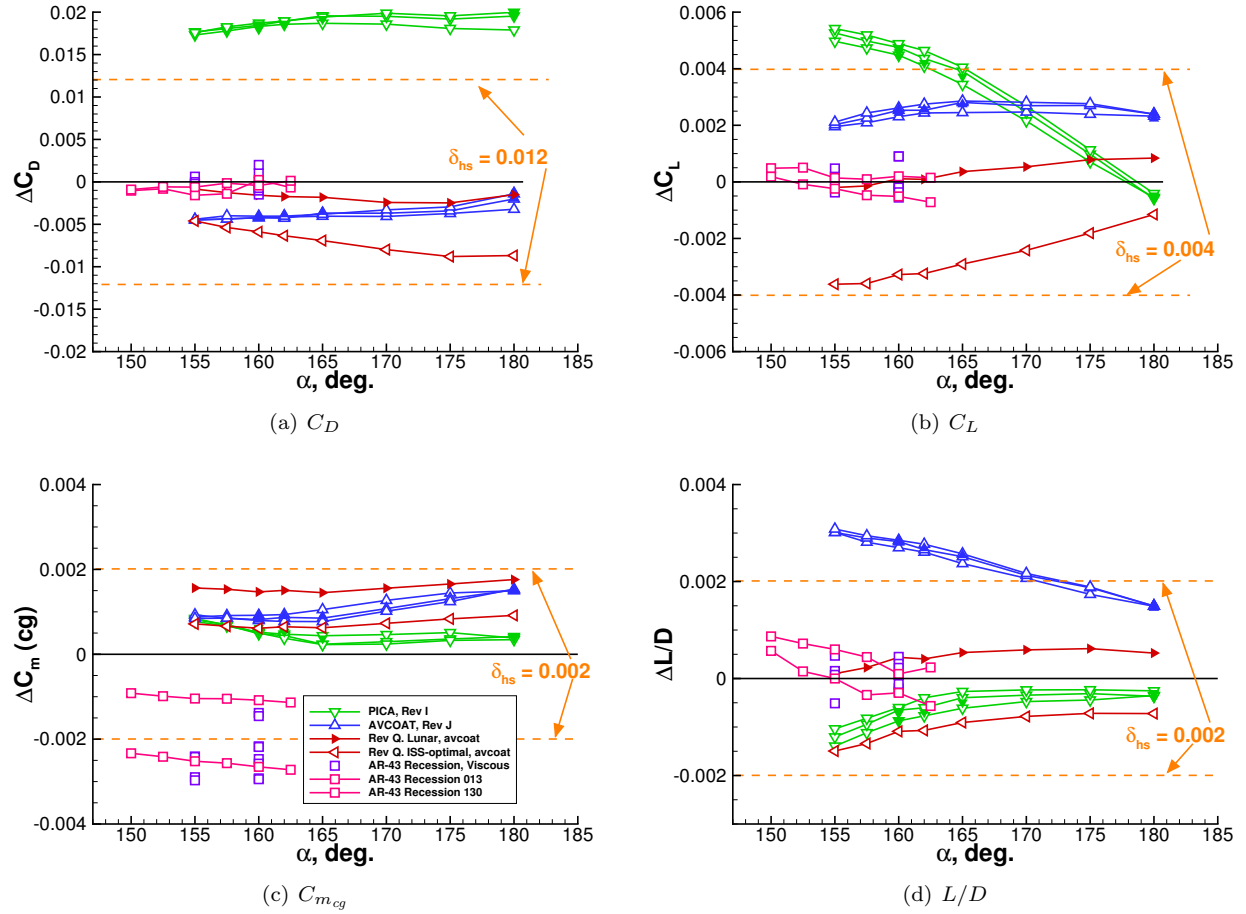 0.02
0.015
0.01
0.005
0
-0.005
-0.01
-0.015
-0.02
ΔC_D
δ_hs = 0.012
150 155 160 165 170 175 180 185
α, deg.
(a) C_D
0.006
0.004
0.002
0
-0.002
-0.004
-0.006
ΔC_L
δ_hs = 0.004
150 155 160 165 170 175 180 185
α, deg.
(b) C_L
0.004
0.002
0
-0.002
-0.004
ΔC_m (cg)
δ_hs = 0.002
PICA, Rev I
AVCOAT, Rev J
Rev Q. Lunar, avcoat
Rev Q. ISS-optimal, avcoat
AR-43 Recession, Viscous
AR-43 Recession 013
AR-43 Recession 130
150 155 160 165 170 175 180 185
α, deg.
(c) C_{m_{cg}}
0.004
0.002
0
-0.002
ΔL/D
δ_hs = 0.002
150 155 160 165 170 175 180 185
α, deg.
(d) L/D